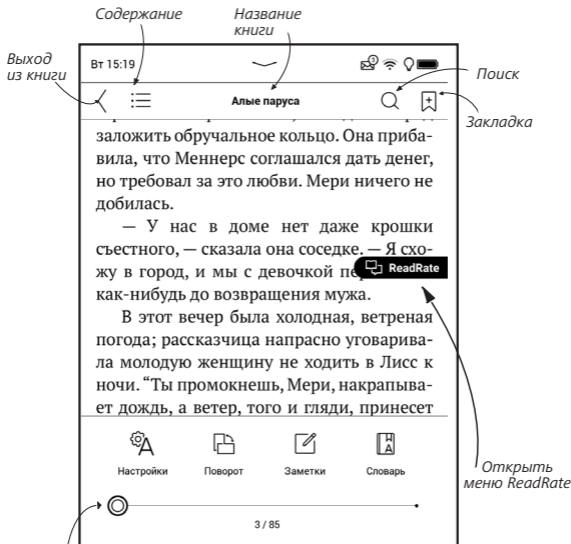 Содержание
Название
книги
Выход
из книги
Вт 15:19
3
Поиск
Алые паруса
Закладка
заложить обручальное кольцо. Она приба-
вила, что Меннерс соглашался дать денег,
но требовал за это любви. Мери ничего не
добилась.
— У нас в доме нет даже крошки
съестного, — сказала она соседке. — Я схо-
жу в город, и мы с девочкой
ReadRate
как-нибудь до возвращения мужа.
В этот вечер была холодная, ветреная
погода; рассказчица напрасно уговарива-
ла молодую женщину не ходить в Лисс к
ночи. “Ты промокнешь, Мери, накрапыва-
ет дождь, а ветер, того и гляди, принесет
A
A
Настройки
Поворот
Заметки
Словарь
Открыть
меню ReadRate
3 / 85